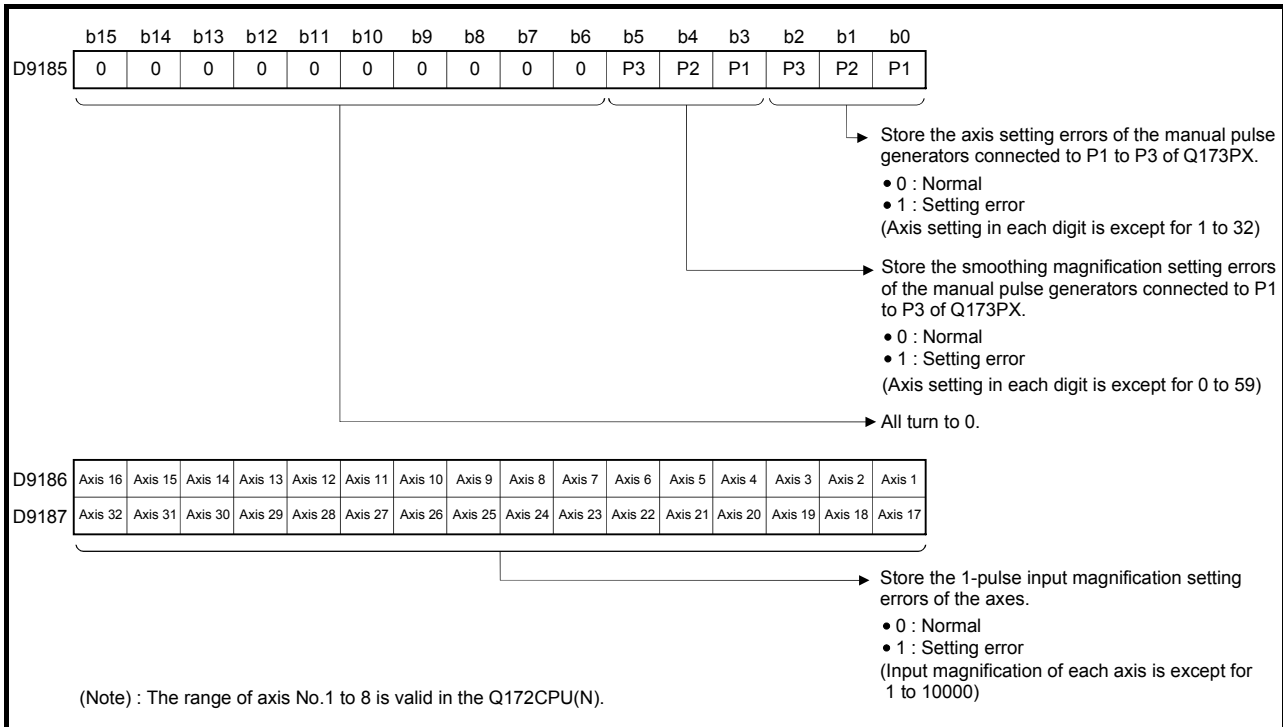 b15 b14 b13 b12 b11 b10 b9 b8 b7 b6 b5 b4 b3 b2 b1 b0
D9185 0 0 0 0 0 0 0 0 0 0 P3 P2 P1 P3 P2 P1
Store the axis setting errors of the manual pulse
generators connected to P1 to P3 of Q173PX.
• 0 : Normal
• 1 : Setting error
(Axis setting in each digit is except for 1 to 32)
Store the smoothing magnification setting errors
of the manual pulse generators connected to P1
to P3 of Q173PX.
• 0 : Normal
• 1 : Setting error
(Axis setting in each digit is except for 0 to 59)
All turn to 0.
D9186 Axis 16 Axis 15 Axis 14 Axis 13 Axis 12 Axis 11 Axis 10 Axis 9 Axis 8 Axis 7 Axis 6 Axis 5 Axis 4 Axis 3 Axis 2 Axis 1
D9187 Axis 32 Axis 31 Axis 30 Axis 29 Axis 28 Axis 27 Axis 26 Axis 25 Axis 24 Axis 23 Axis 22 Axis 21 Axis 20 Axis 19 Axis 18 Axis 17
Store the 1-pulse input magnification setting
errors of the axes.
• 0 : Normal
• 1 : Setting error
(Input magnification of each axis is except for
1 to 10000)
(Note) : The range of axis No.1 to 8 is valid in the Q172CPU(N).